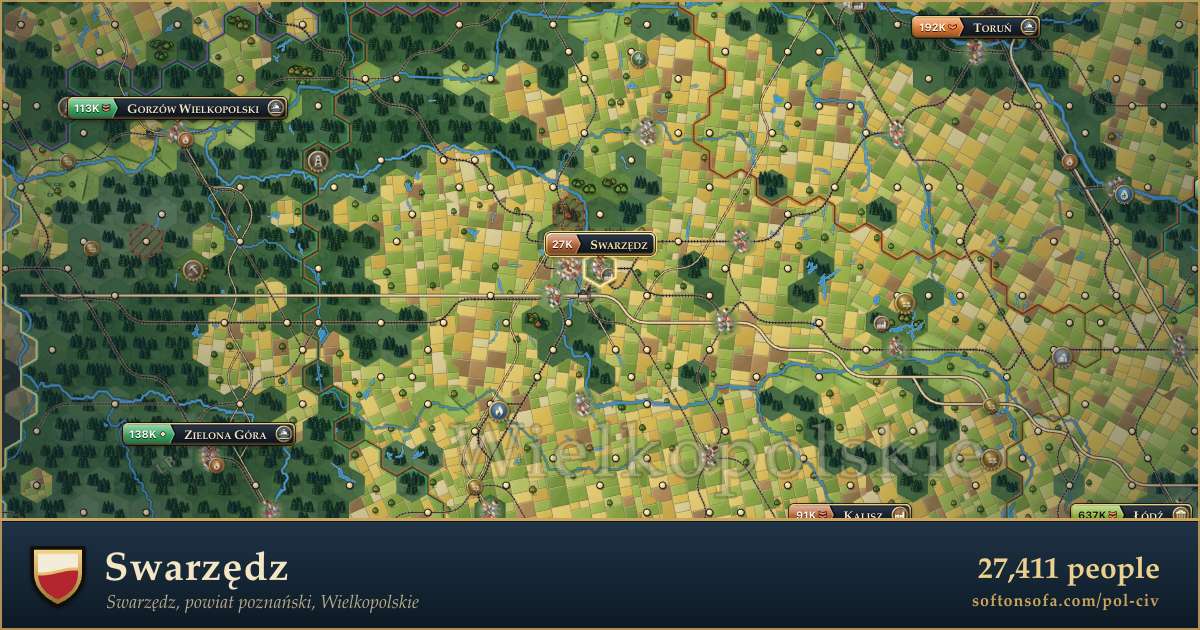 192K TORUŃ
113K GORZÓW WIELKOPOLSKI
27K SWARZĘDZ
138K ZIELONA GÓRA
Wielkopolskie
91K KALISZ
637K ŁÓDŹ
Swarzędz
Swarzędz, powiat poznański, Wielkopolskie
27,411 people
softonsofa.com/pol-civ